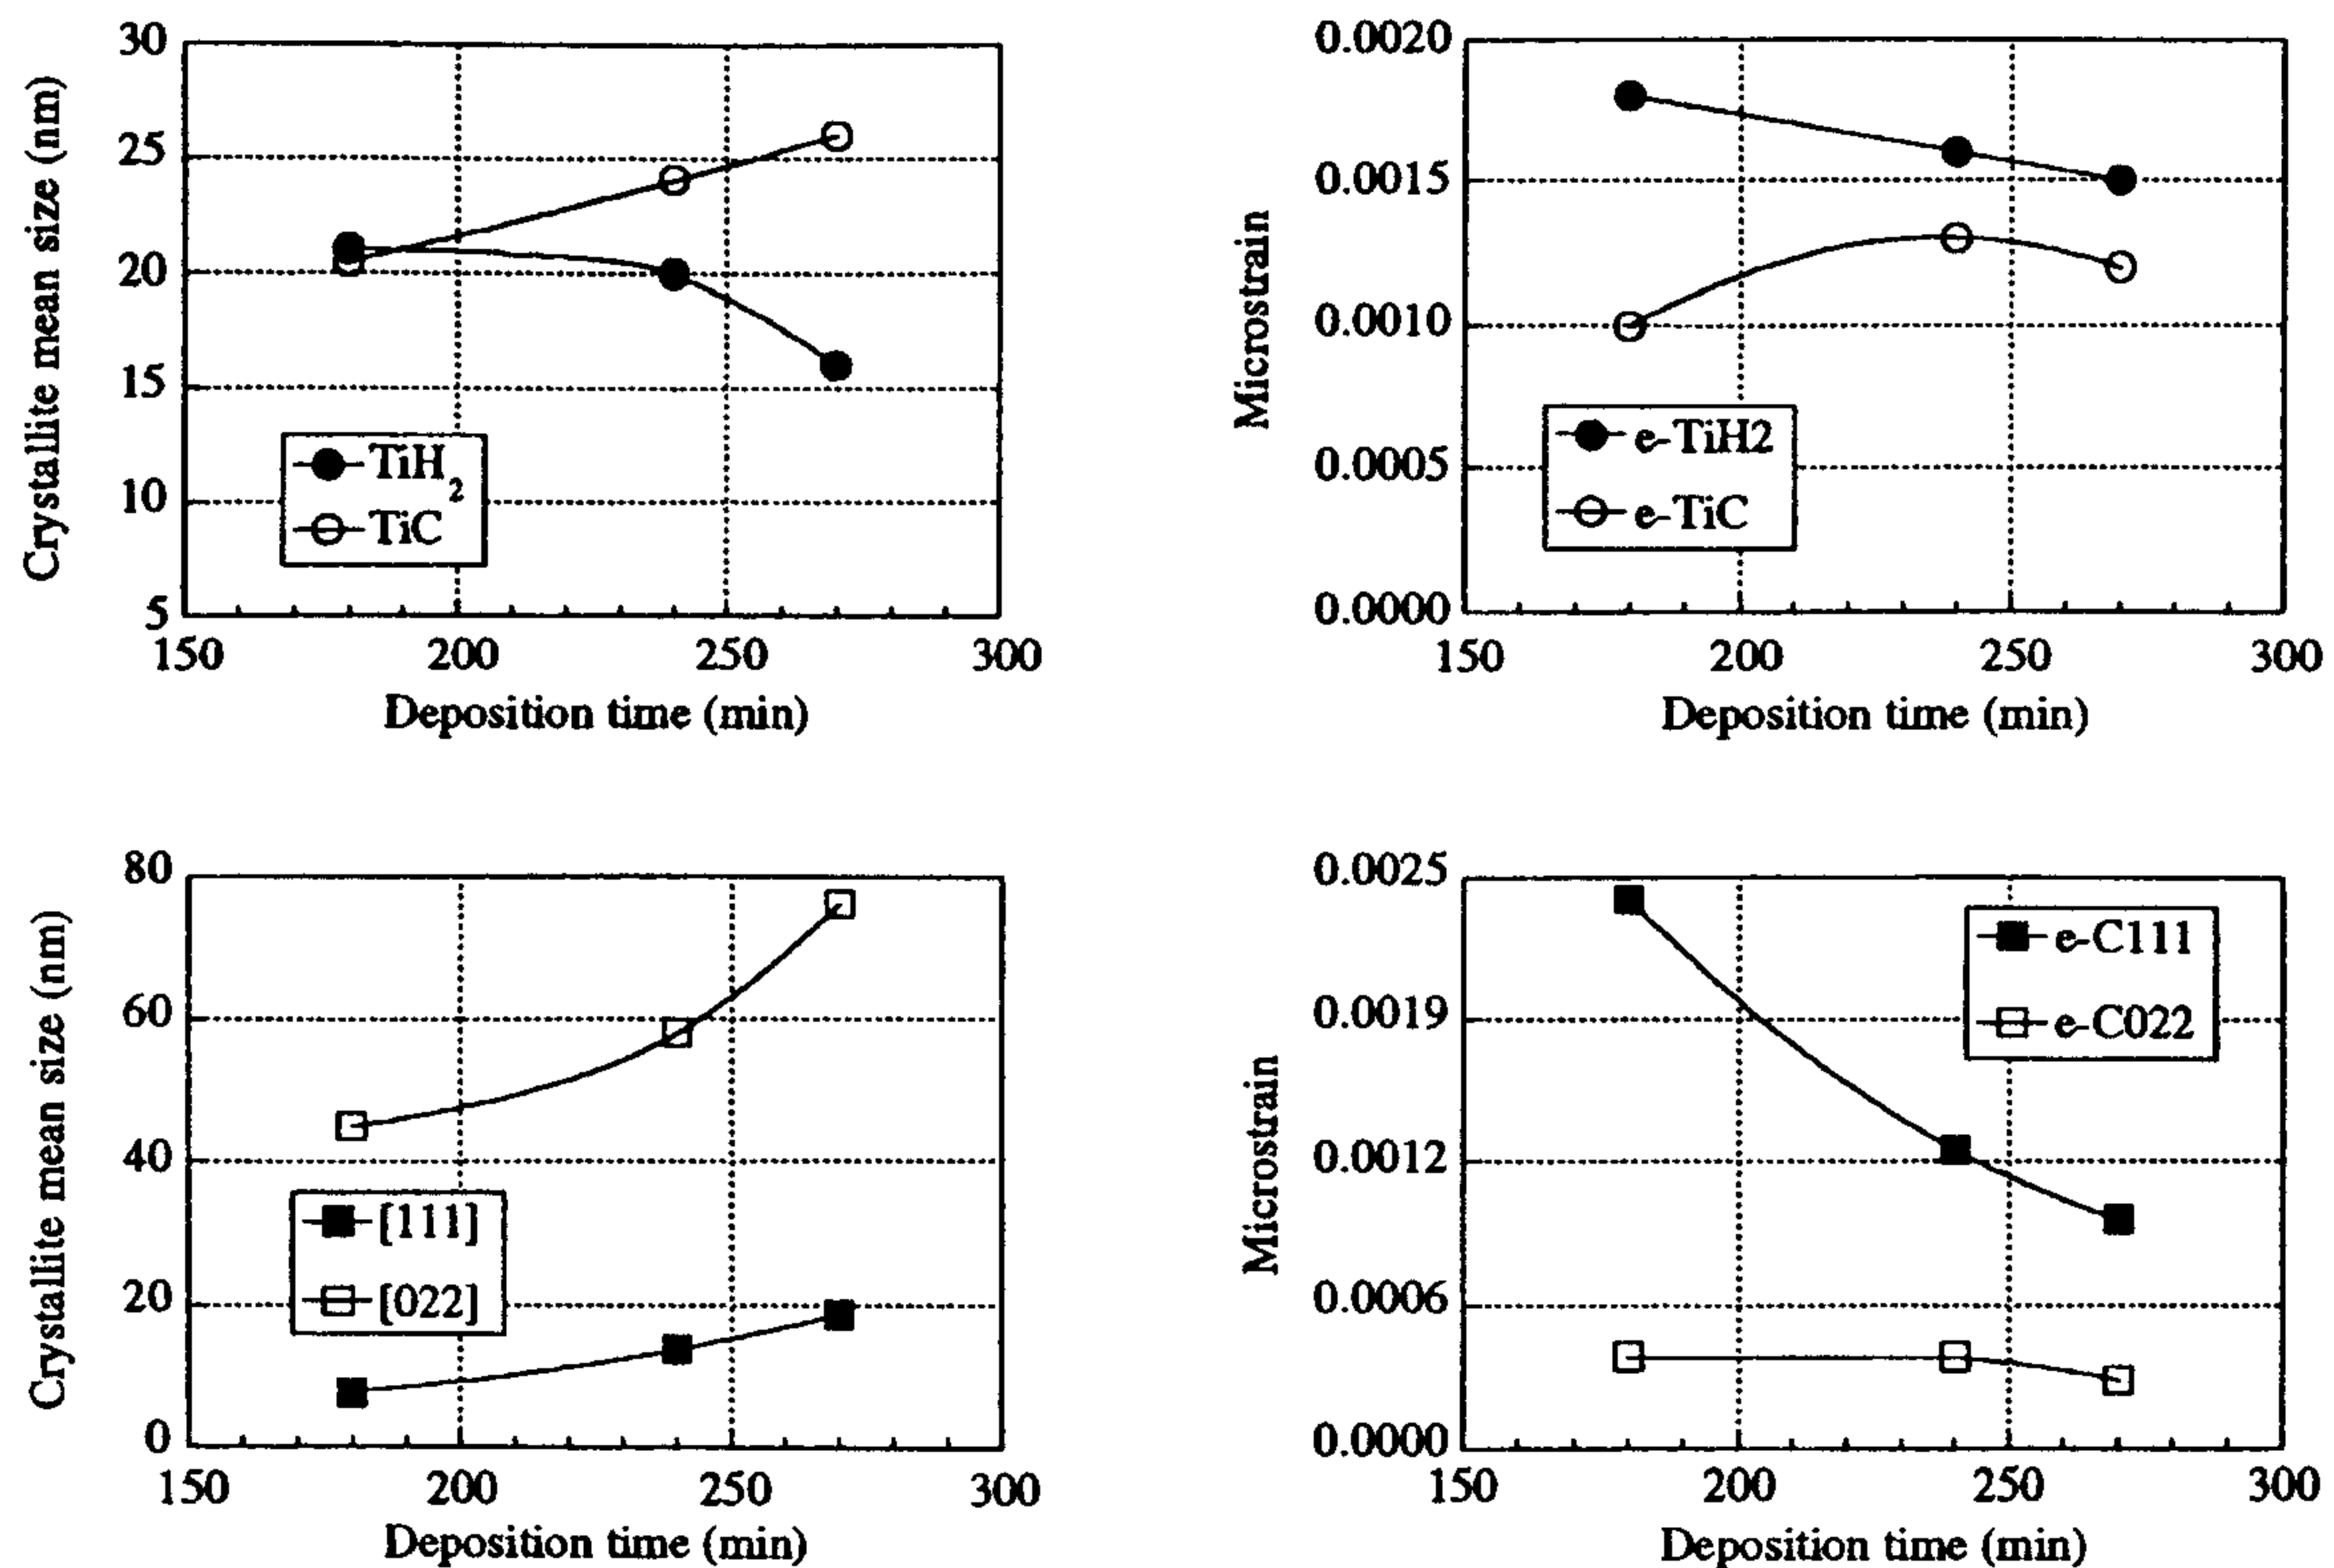 Crystallite mean size (nm)
30
25
20
15
10
5
TiH2
TiC
150 200 250 300
Deposition time (min)
Microstrain
0.0020
0.0015
0.0010
0.0005
0.0000
e-TiH2
e-TiC
150 200 250 300
Deposition time (min)
Crystallite mean size (nm)
80
60
40
20
0
[111]
[022]
150 200 250 300
Deposition time (min)
Microstrain
0.0025
0.0019
0.0012
0.0006
0.0000
e-C111
e-C022
150 200 250 300
Deposition time (min)